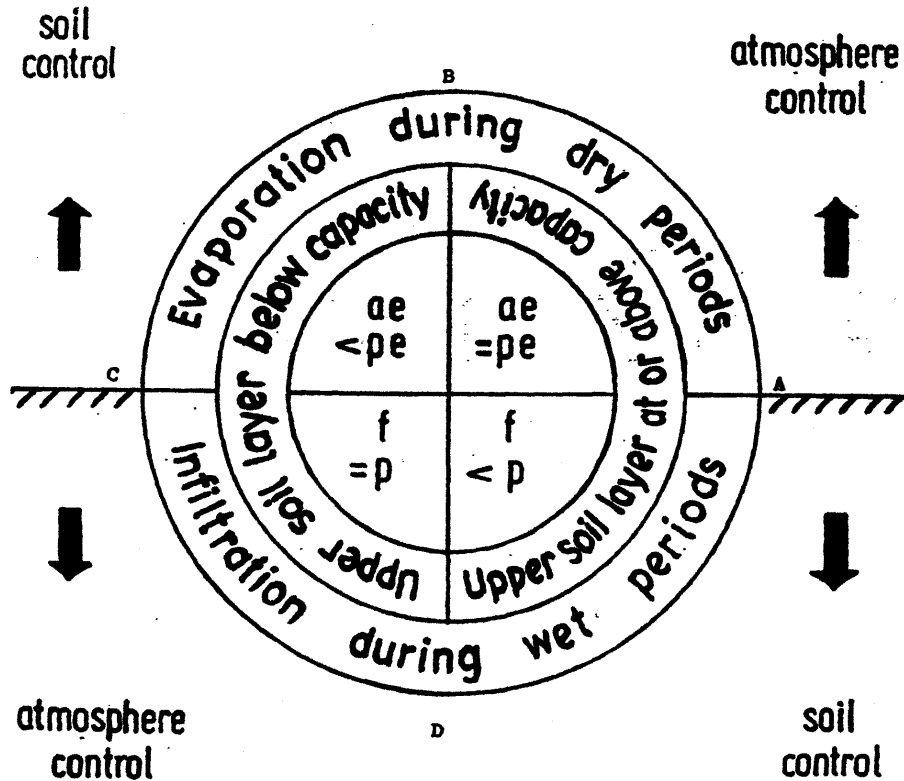 soil
control
B
atmosphere
control
Evaporation during dry periods
Upper soil layer below capacity
Upper soil layer at or above capacity
ae
<pe
ae
=pe
C
A
f
=p
f
< p
Infiltration during wet periods
atmosphere
control
D
soil
control